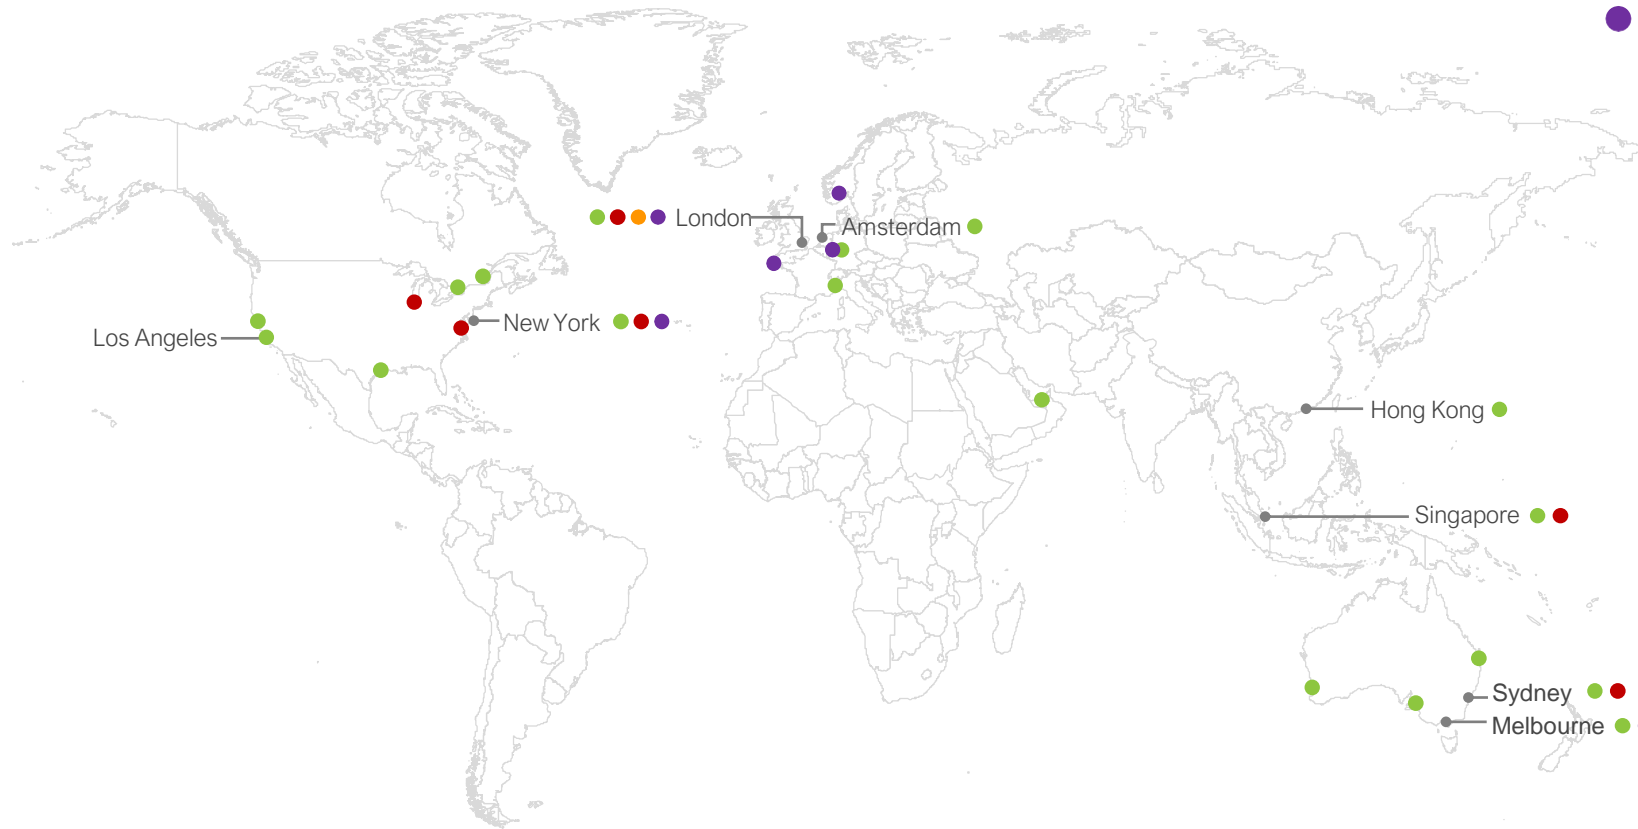 London
Amsterdam
New York
Los Angeles
Hong Kong
Singapore
Sydney
Melbourne